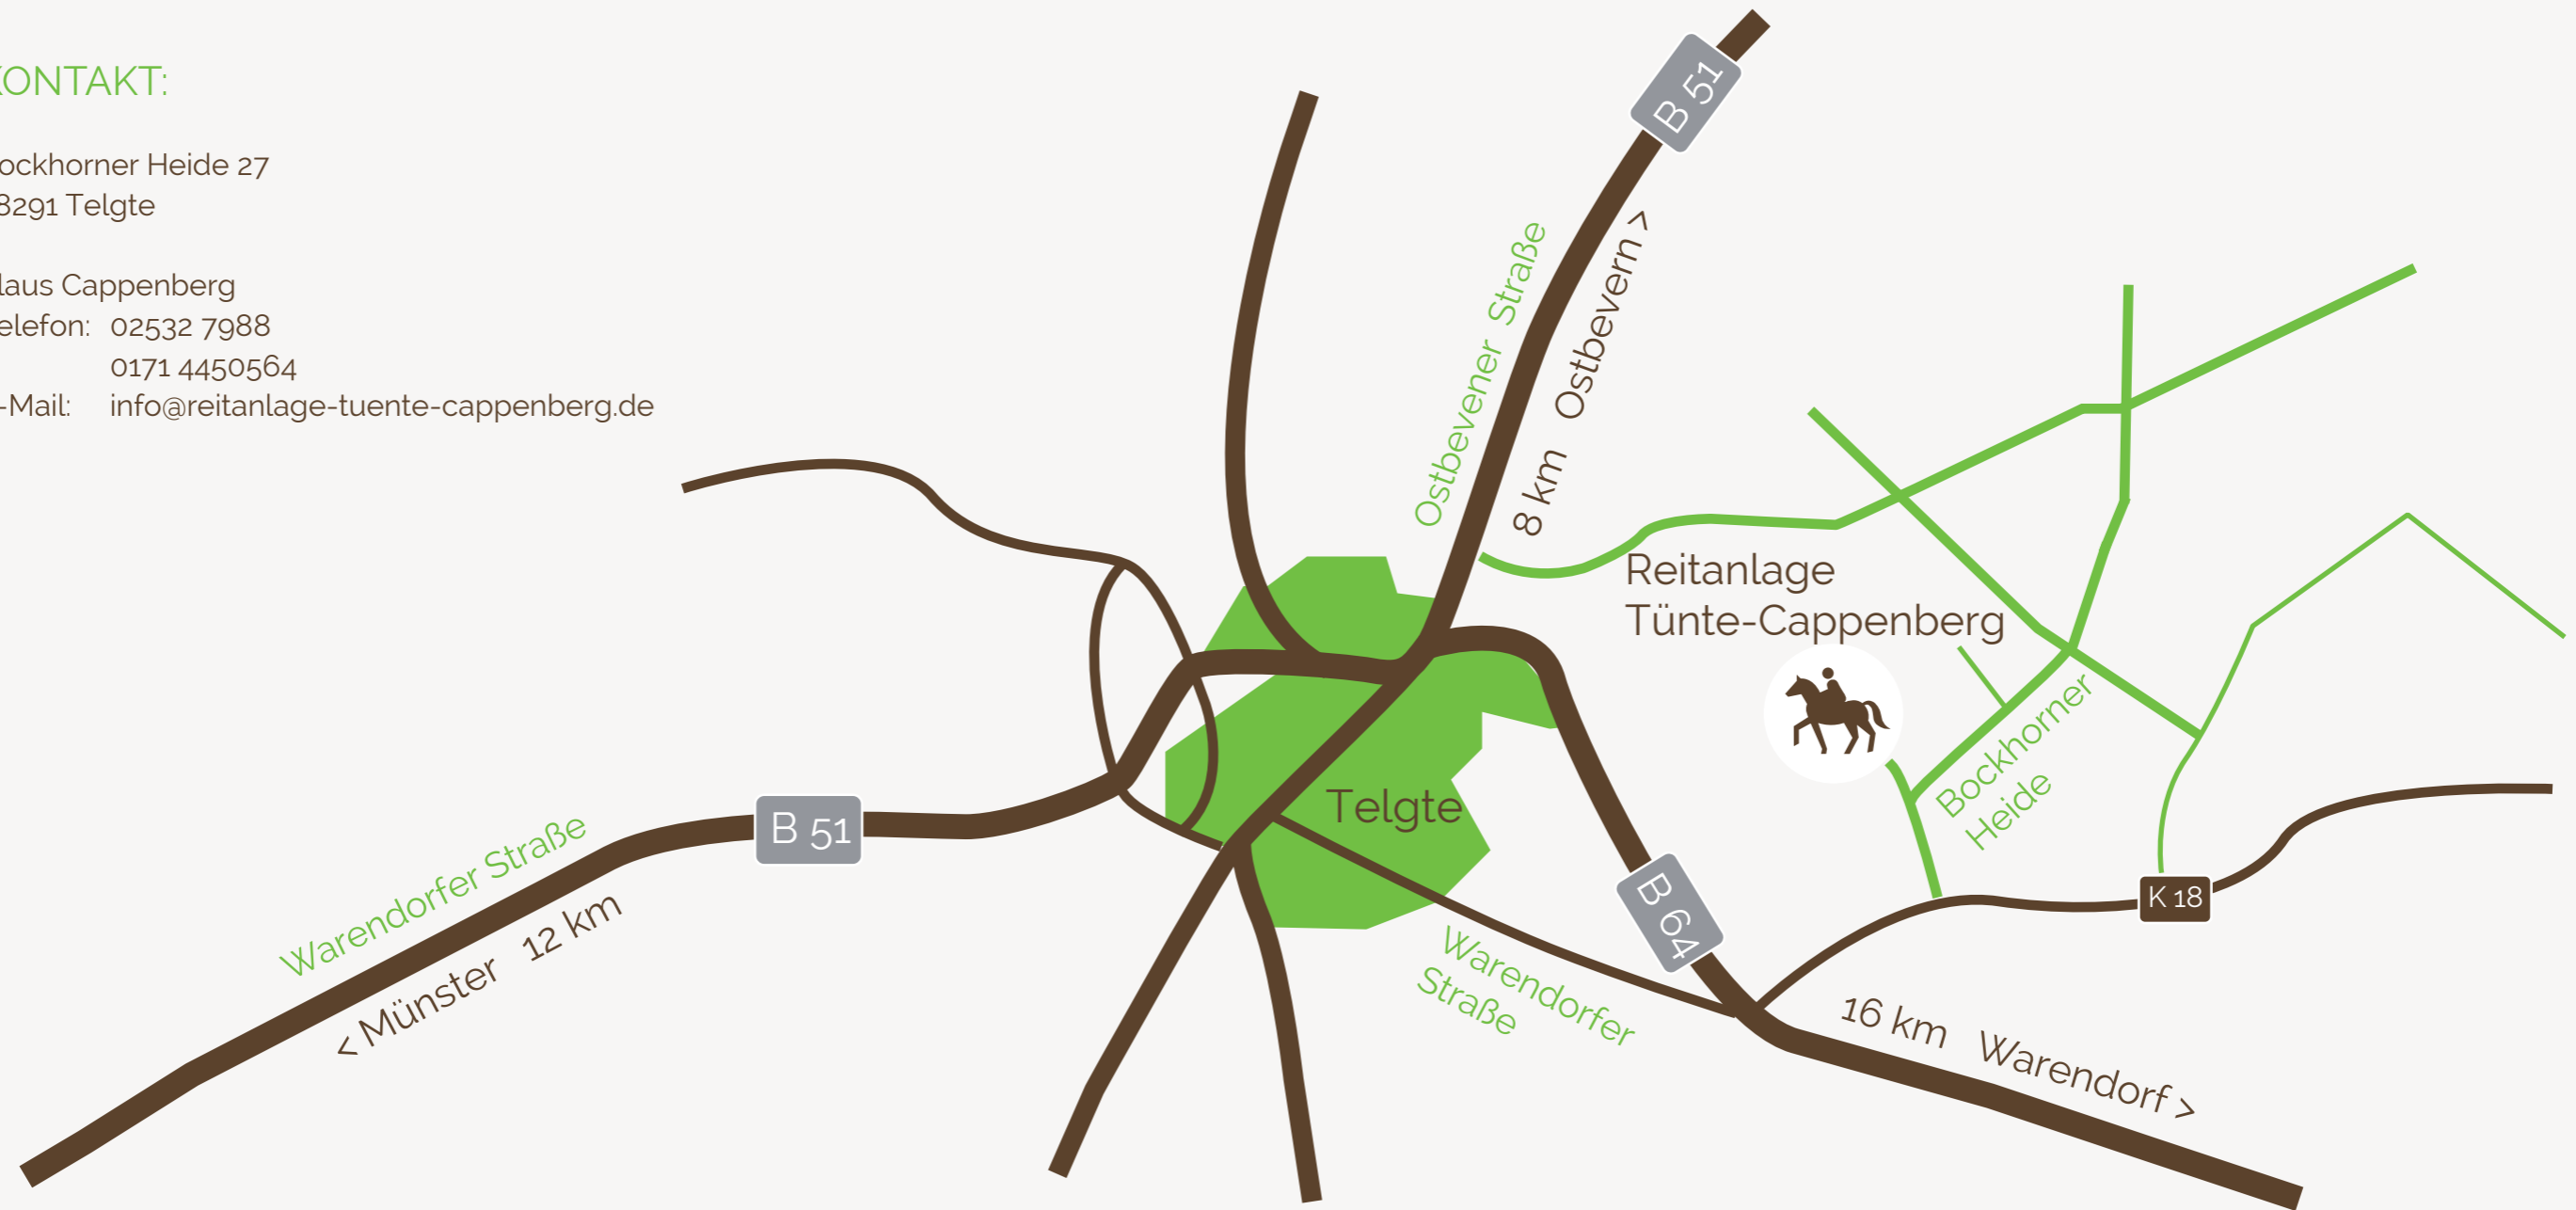 KONTAKT:
ockhorner Heide 27
8291 Telgte
laus Cappenberg
elefon: 02532 7988
0171 4450564
-Mail: info@reitanlage-tuente-cappenberg.de
B 51
Ostbevener Straße
8 km Ostbevern >
Reitanlage
Tünte-Cappenberg
Bockhorner
Heide
Telgte
B 51
Warendorfer Straße
< Münster 12 km
B 64
K 18
Warendorfer
Straße
16 km Warendorf >